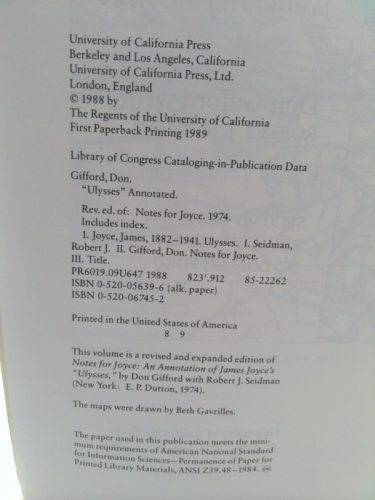 University of California Press
Berkeley and Los Angeles, California
University of California Press, Ltd.
London, England
© 1988 by
The Regents of the University of California
First Paperback Printing 1989
Library of Congress Cataloging-in-Publication Data
Gifford, Don.
"Ulysses" Annotated.
Rev. ed. of: Notes for Joyce. 1974.
Includes index.
1. Joyce, James, 1882–1941. Ulysses. I. Seidman,
Robert J. II. Gifford, Don. Notes for Joyce.
III. Title.
PR6019.O9U647 1988 823'.912 85-22262
ISBN 0-520-05639-6 (alk. paper)
ISBN 0-520-06745-2
Printed in the United States of America
8 9
This volume is a revised and expanded edition of
Notes for Joyce: An Annotation of James Joyce's
"Ulysses," by Don Gifford with Robert J. Seidman
(New York: E. P. Dutton, 1974).
The maps were drawn by Beth Gavrilles.
The paper used in this publication meets the mini-
mum requirements of American National Standard
for Information Sciences—Permanence of Paper for
Printed Library Materials, ANSI Z39.48–1984. ♾